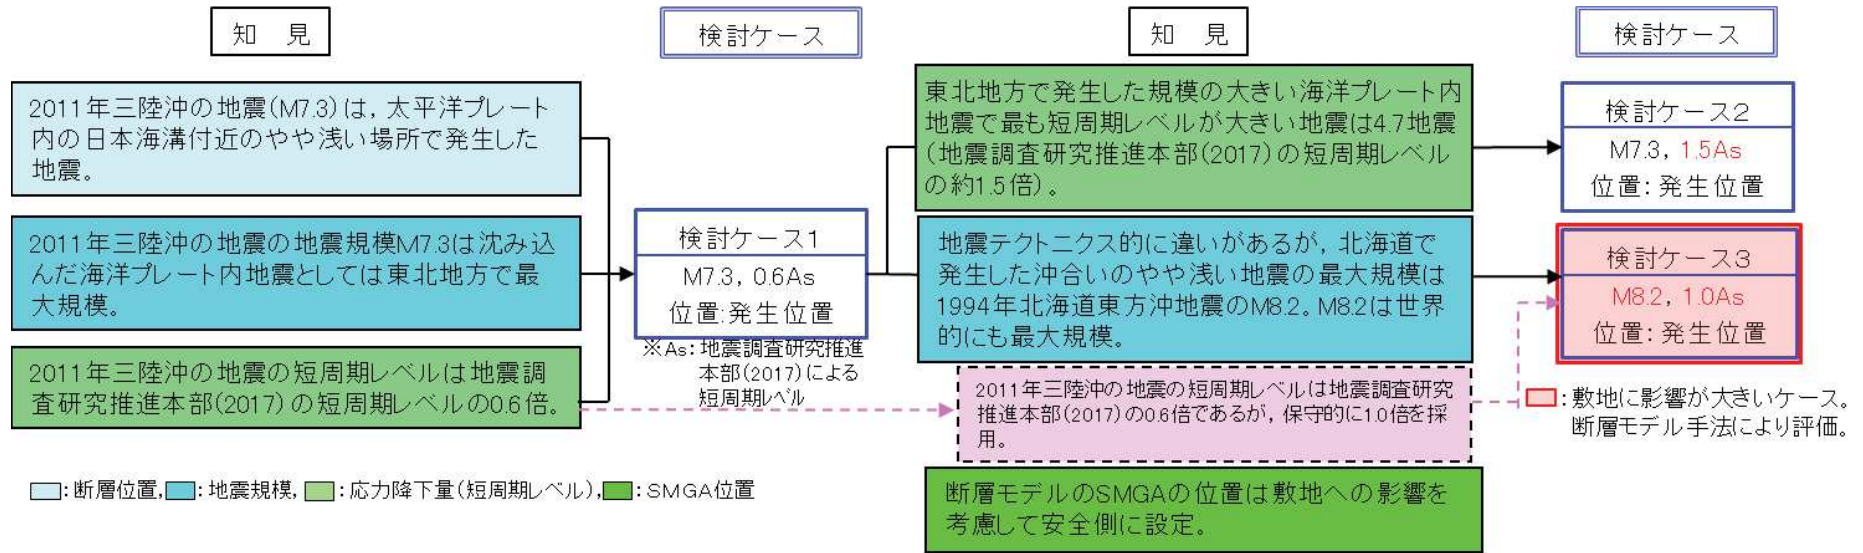 知 見
検討ケース
知 見
検討ケース
2011年三陸沖の地震(M7.3)は，太平洋プレート
内の日本海溝付近のやや浅い場所で発生した
地震。
2011年三陸沖の地震の地震規模M7.3は沈み込
んだ海洋プレート内地震としては東北地方で最
大規模。
2011年三陸沖の地震の短周期レベルは地震調
査研究推進本部(2017)の短周期レベルの0.6倍。
検討ケース1
M7.3, 0.6As
位置:発生位置
※As:地震調査研究推進
本部(2017)による
短周期レベル
東北地方で発生した規模の大きい海洋プレート内
地震で最も短周期レベルが大きい地震は4.7地震
(地震調査研究推進本部(2017)の短周期レベル
の約1.5倍)。
地震テクトニクス的に違いがあるが，北海道で
発生した沖合いのやや浅い地震の最大規模は
1994年北海道東方沖地震のM8.2。M8.2は世界
的にも最大規模。
2011年三陸沖の地震の短周期レベルは地震調査研究
推進本部(2017)の0.6倍であるが，保守的に1.0倍を採
用。
断層モデルのSMGAの位置は敷地への影響を
考慮して安全側に設定。
検討ケース2
M7.3, 1.5As
位置:発生位置
検討ケース3
M8.2, 1.0As
位置:発生位置
:敷地に影響が大きいケース。
断層モデル手法により評価。
:断層位置, :地震規模, :応力降下量(短周期レベル), :SMGA位置